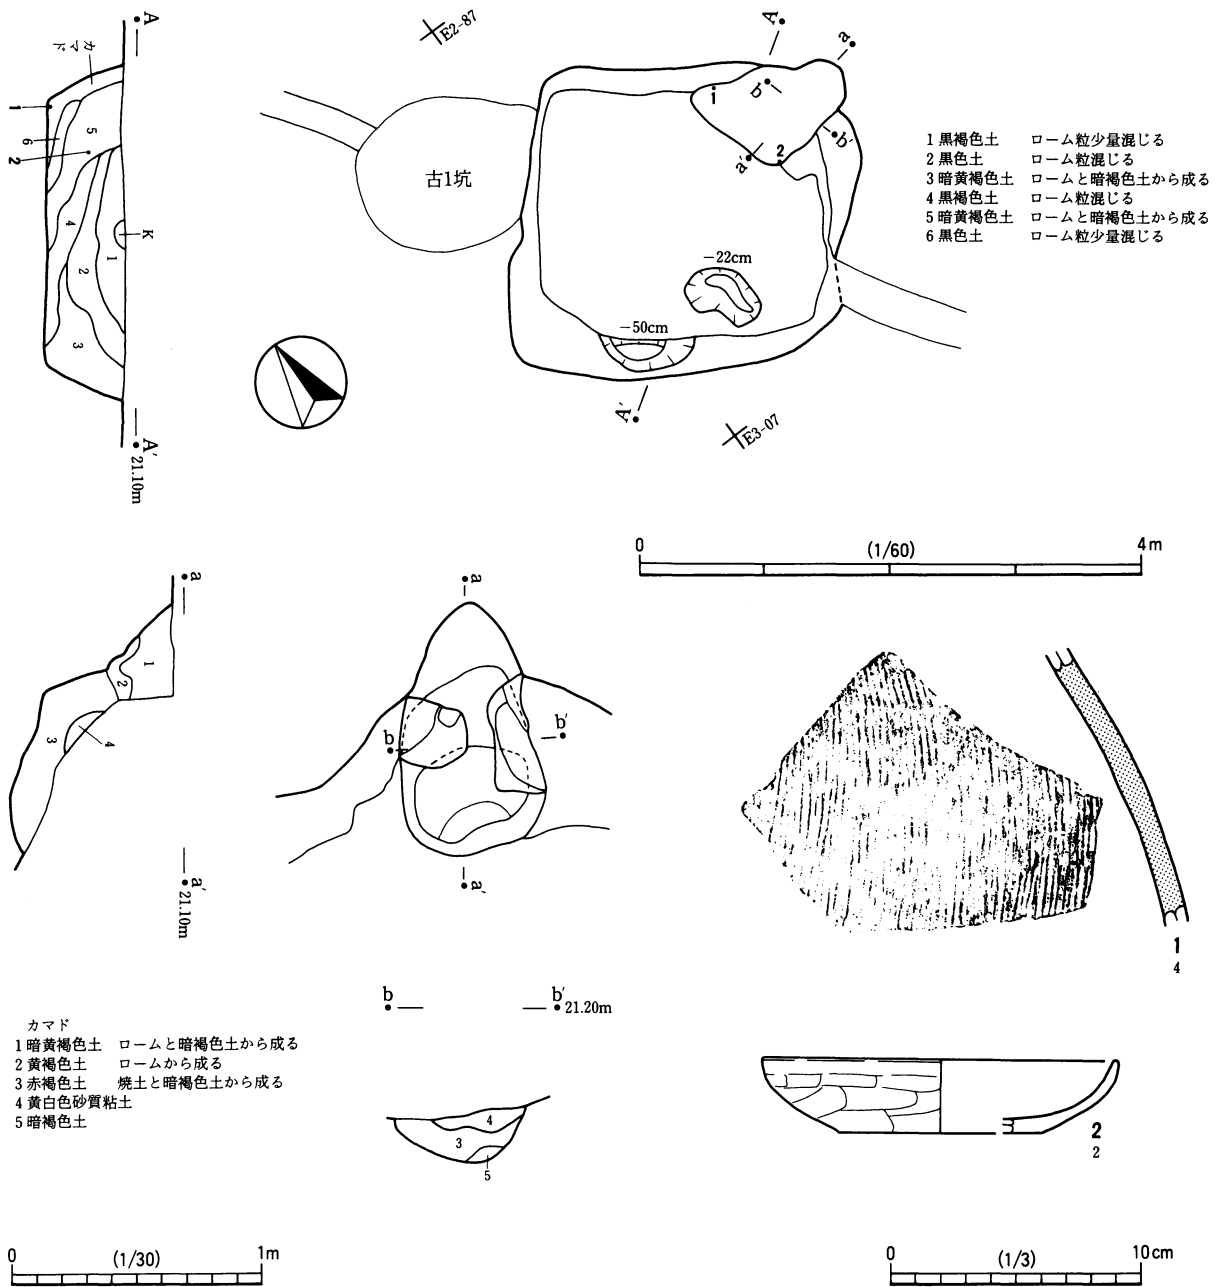 A
カマド
1
6
2
5
4
2
3
1
K
A′
21.10m
E2-87
古1坑
A
a
1
b
b′
a′
2
-22cm
-50cm
A′
E3-07
1 黒褐色土 ローム粒少量混じる
2 黒色土 ローム粒混じる
3 暗黄褐色土 ロームと暗褐色土から成る
4 黒褐色土 ローム粒混じる
5 暗黄褐色土 ロームと暗褐色土から成る
6 黒色土 ローム粒少量混じる
0 (1/60) 4m
a
1
2
3
4
a′
21.10m
a
b
b′
a′
1
4
b b′ 21.20m
カマド
1 暗黄褐色土 ロームと暗褐色土から成る
2 黄褐色土 ロームから成る
3 赤褐色土 焼土と暗褐色土から成る
4 黄白色砂質粘土
5 暗褐色土
4
3
5
2
2
0 (1/30) 1m
0 (1/3) 10cm